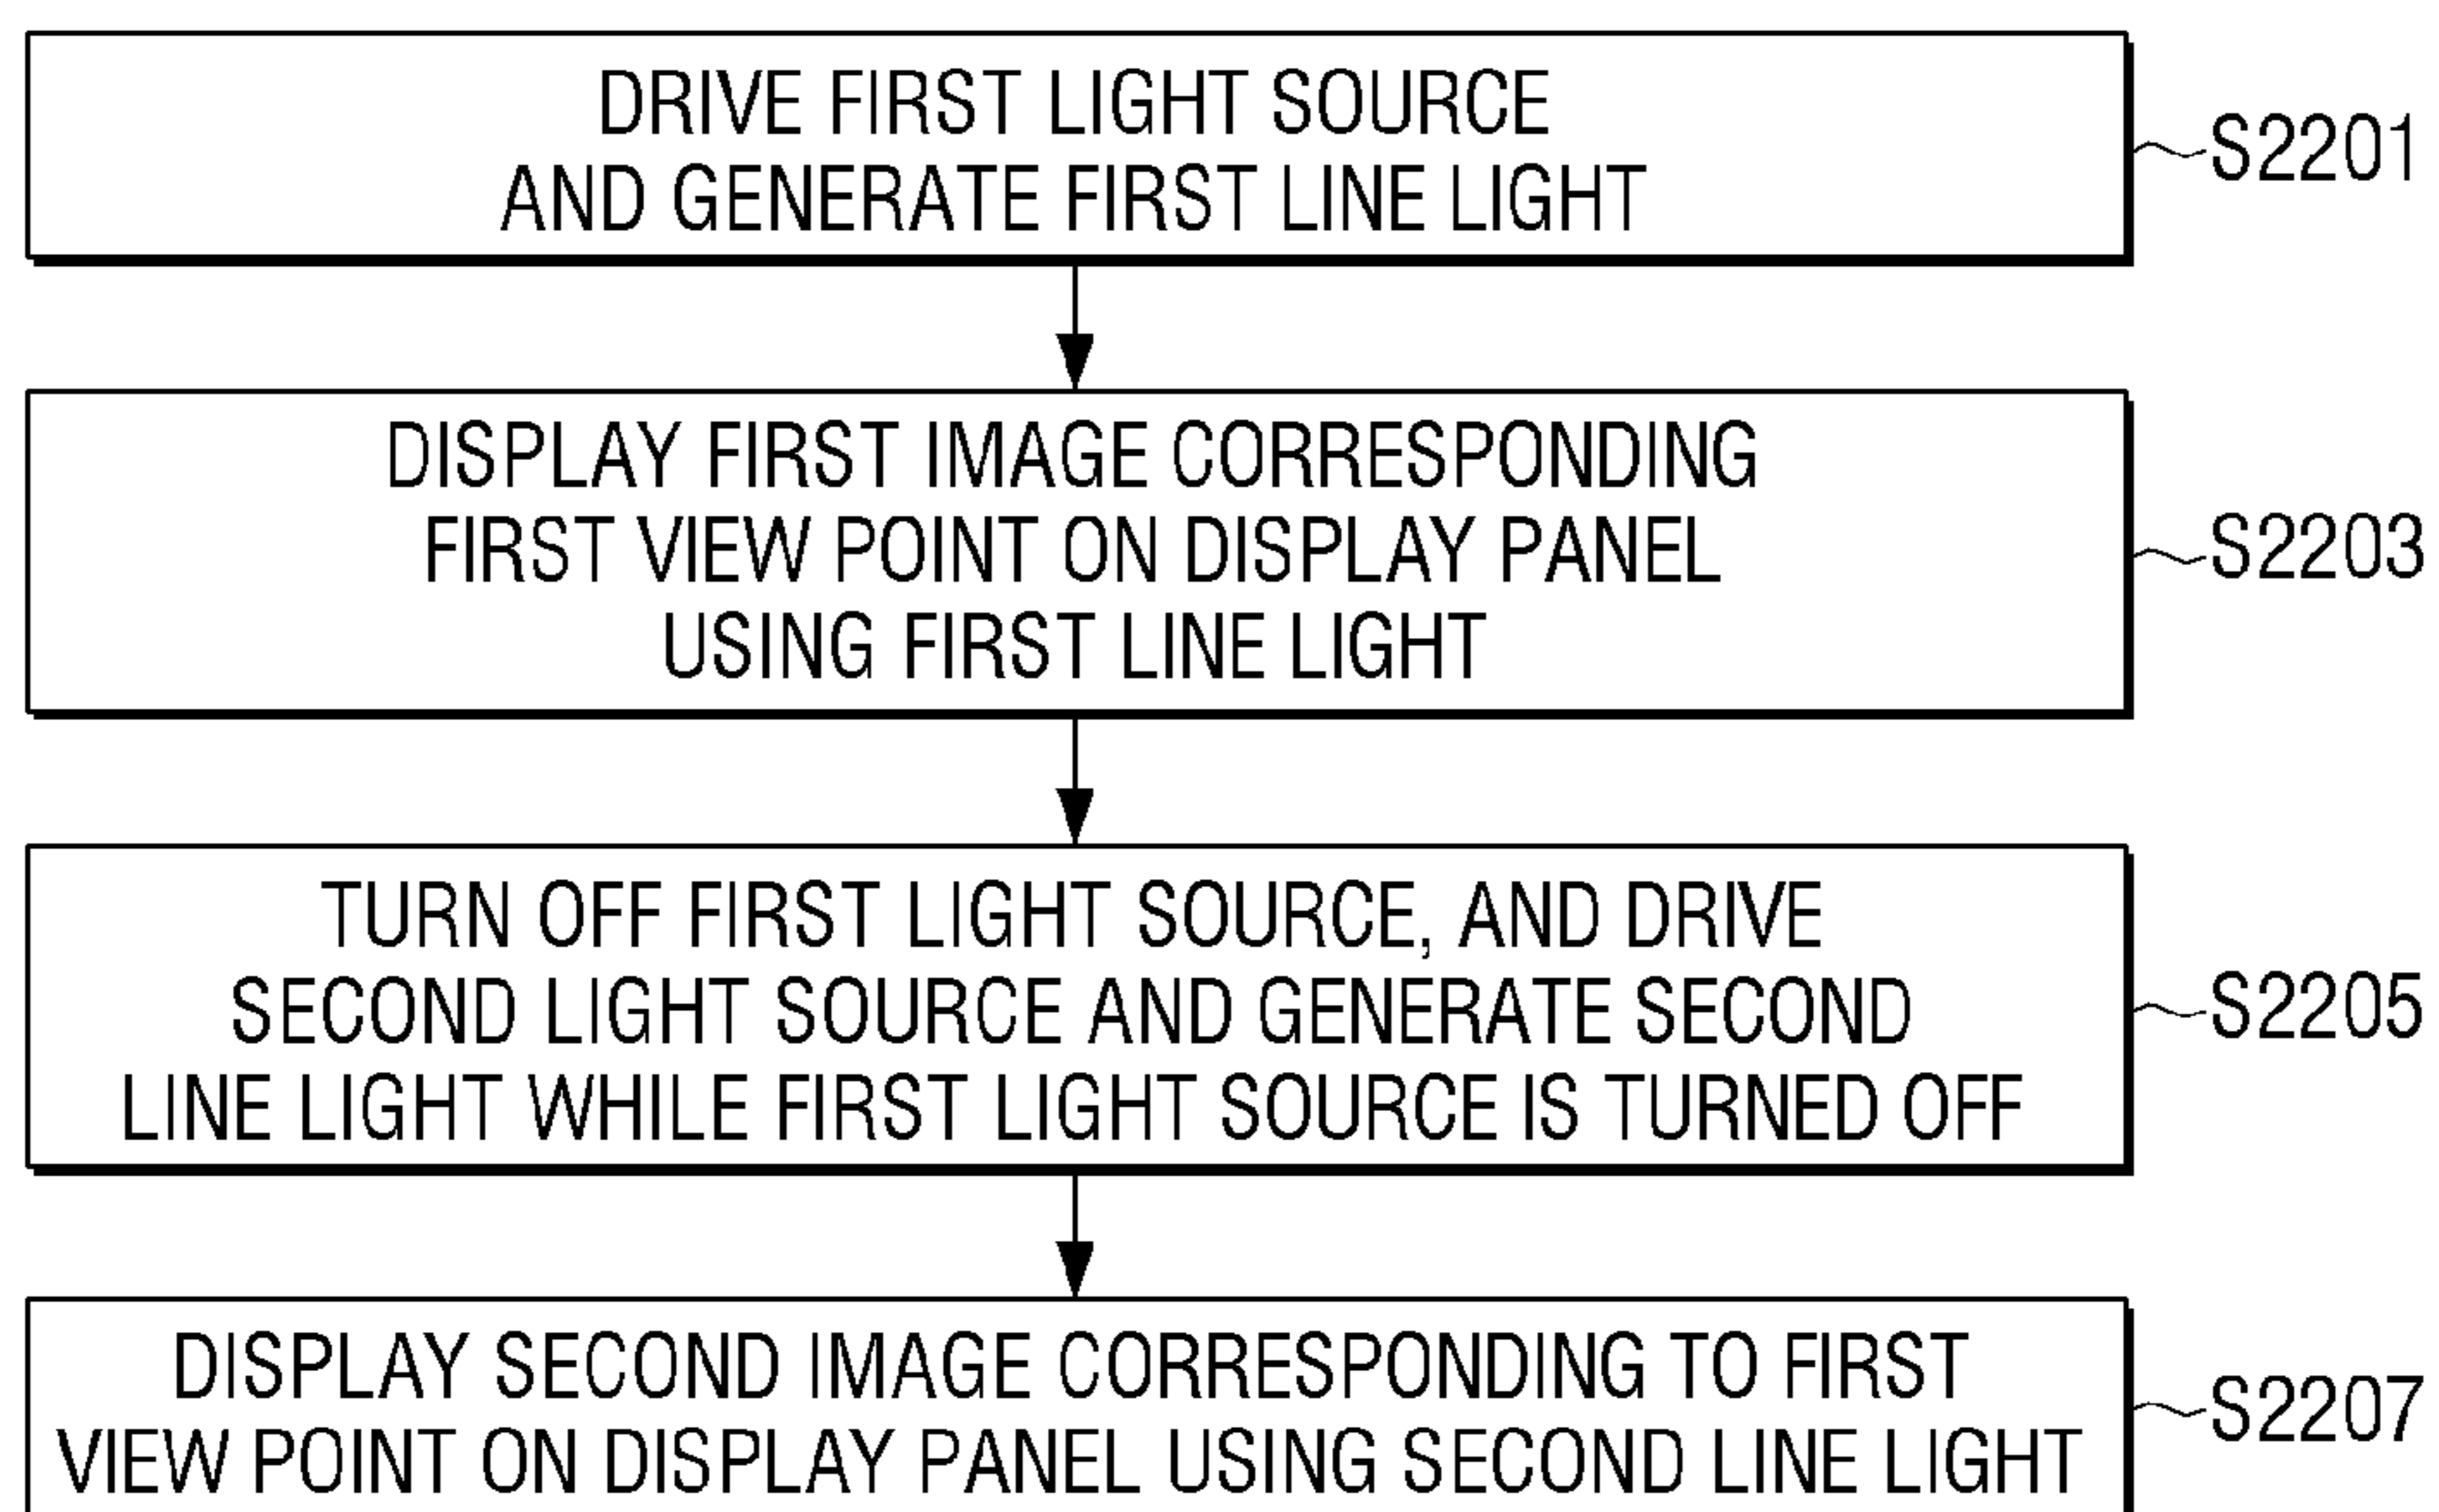 DRIVE FIRST LIGHT SOURCE
AND GENERATE FIRST LINE LIGHT
S2201
DISPLAY FIRST IMAGE CORRESPONDING
FIRST VIEW POINT ON DISPLAY PANEL
USING FIRST LINE LIGHT
S2203
TURN OFF FIRST LIGHT SOURCE, AND DRIVE
SECOND LIGHT SOURCE AND GENERATE SECOND
LINE LIGHT WHILE FIRST LIGHT SOURCE IS TURNED OFF
S2205
DISPLAY SECOND IMAGE CORRESPONDING TO FIRST
VIEW POINT ON DISPLAY PANEL USING SECOND LINE LIGHT
S2207